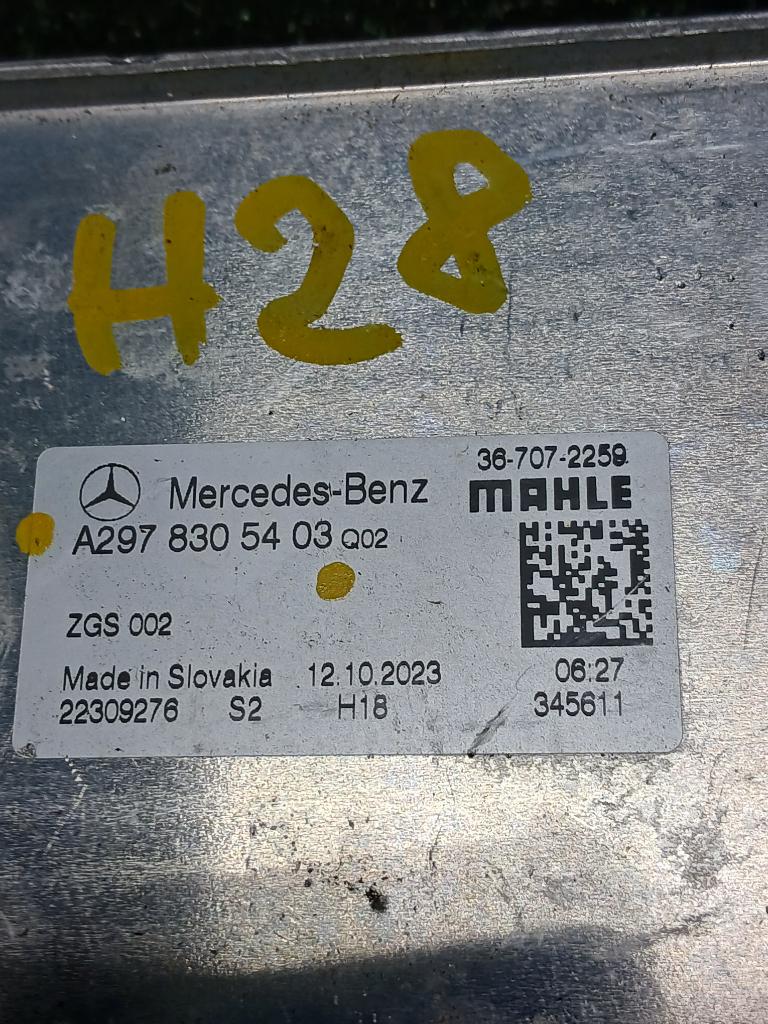 H28
36-707-2259
Mercedes-Benz MAHLE
A297 830 54 03 Q02
ZGS 002
Made in Slovakia 12.10.2023 06:27
22309276 S2 H18 345611